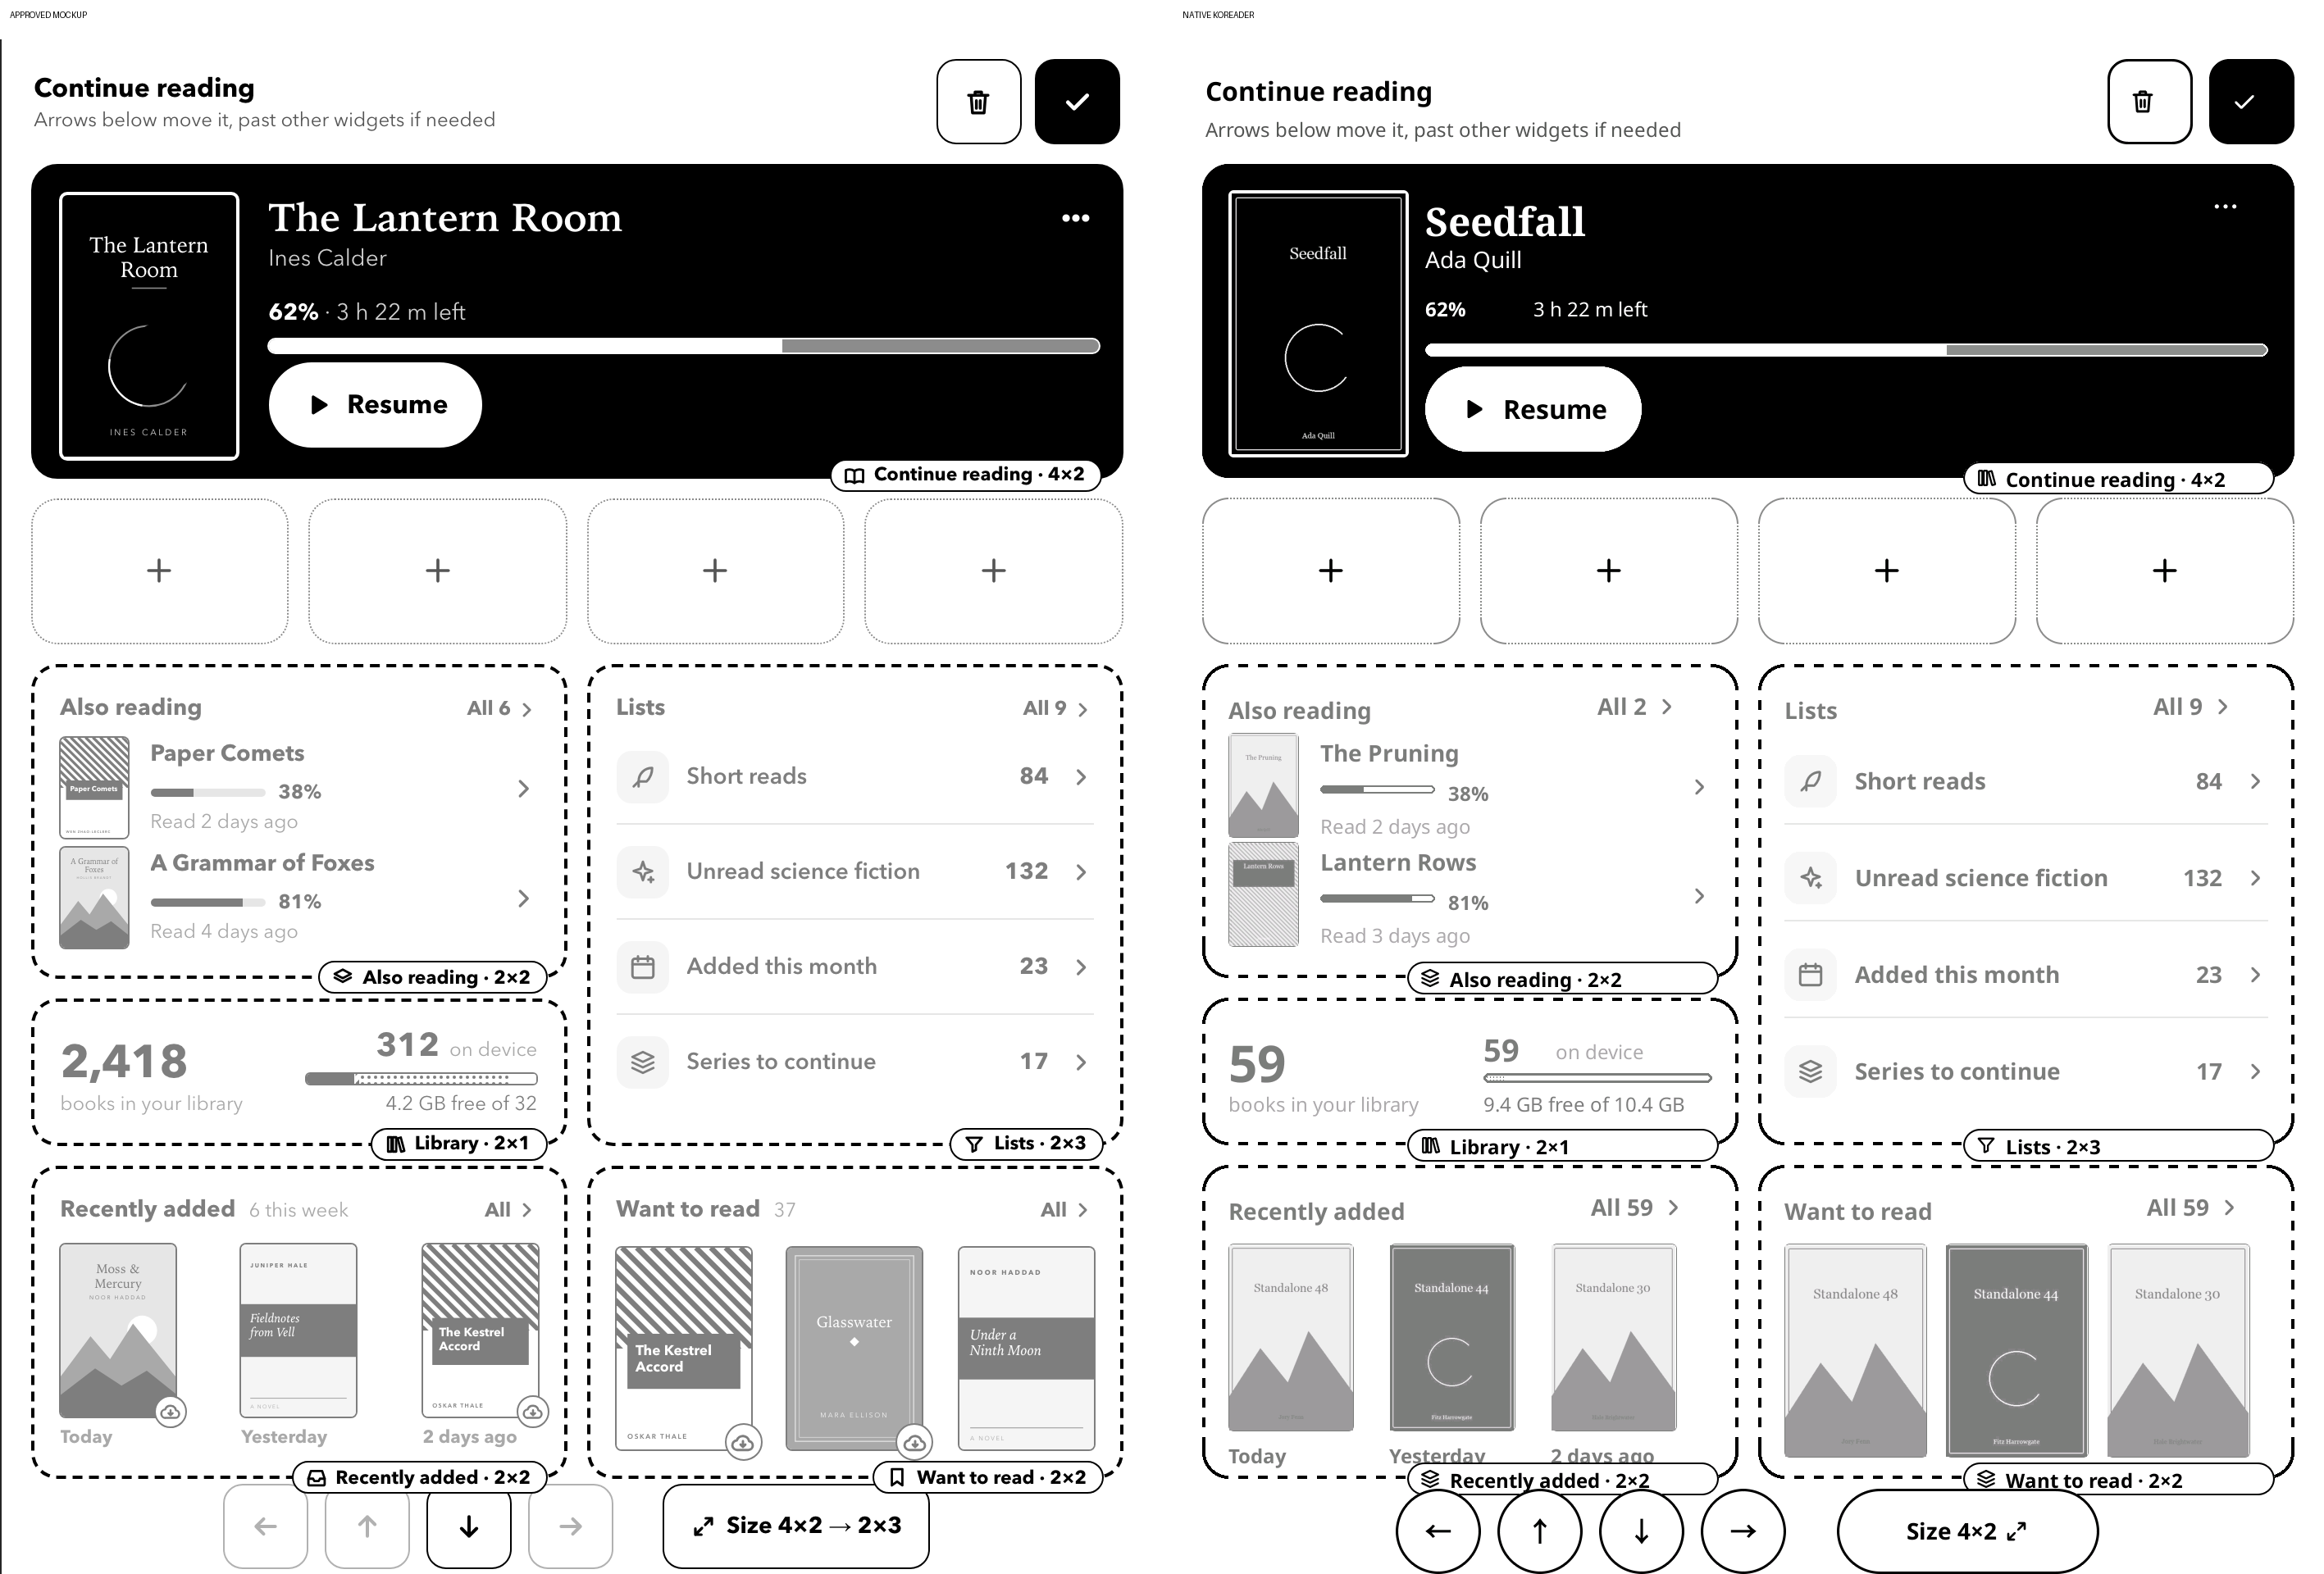 APPROVED MOCKUP
Continue reading
Arrows below move it, past other widgets if needed
The Lantern
Room
INES CALDER
The Lantern Room
Ines Calder
62% · 3 h 22 m left
Resume
Continue reading · 4×2
Also reading
All 6
Paper Comets
Paper Comets
38%
Read 2 days ago
A Grammar of
Foxes
A Grammar of Foxes
81%
Read 4 days ago
Also reading · 2×2
Lists
All 9
Short reads
84
Unread science fiction
132
Added this month
23
Series to continue
17
Lists · 2×3
2,418
books in your library
312 on device
4.2 GB free of 32
Library · 2×1
Recently added 6 this week
All
Moss &
Mercury
NOOR HADDAD
Today
JUNIPER HALE
Fieldnotes
from Vell
A NOVEL
Yesterday
The Kestrel
Accord
OSKAR THALE
2 days ago
Recently added · 2×2
Want to read 37
All
The Kestrel
Accord
OSKAR THALE
Glasswater
MARA ELLISON
NOOR HADDAD
Under a
Ninth Moon
A NOVEL
Want to read · 2×2
Size 4×2 → 2×3
NATIVE KOREADER
Continue reading
Arrows below move it, past other widgets if needed
Seedfall
Ada Quill
Seedfall
Ada Quill
62% 3 h 22 m left
Resume
Continue reading · 4×2
Also reading
All 2
The Pruning
The Pruning
38%
Read 2 days ago
Lantern Rows
Lantern Rows
81%
Read 3 days ago
Also reading · 2×2
Lists
All 9
Short reads
84
Unread science fiction
132
Added this month
23
Series to continue
17
Lists · 2×3
59
books in your library
59 on device
9.4 GB free of 10.4 GB
Library · 2×1
Recently added
All 59
Standalone 48
Today
Standalone 44
Fitz Harrowgate
Yesterday
Standalone 30
2 days ago
Recently added · 2×2
Want to read
All 59
Standalone 48
Standalone 44
Fitz Harrowgate
Standalone 30
Want to read · 2×2
Size 4×2